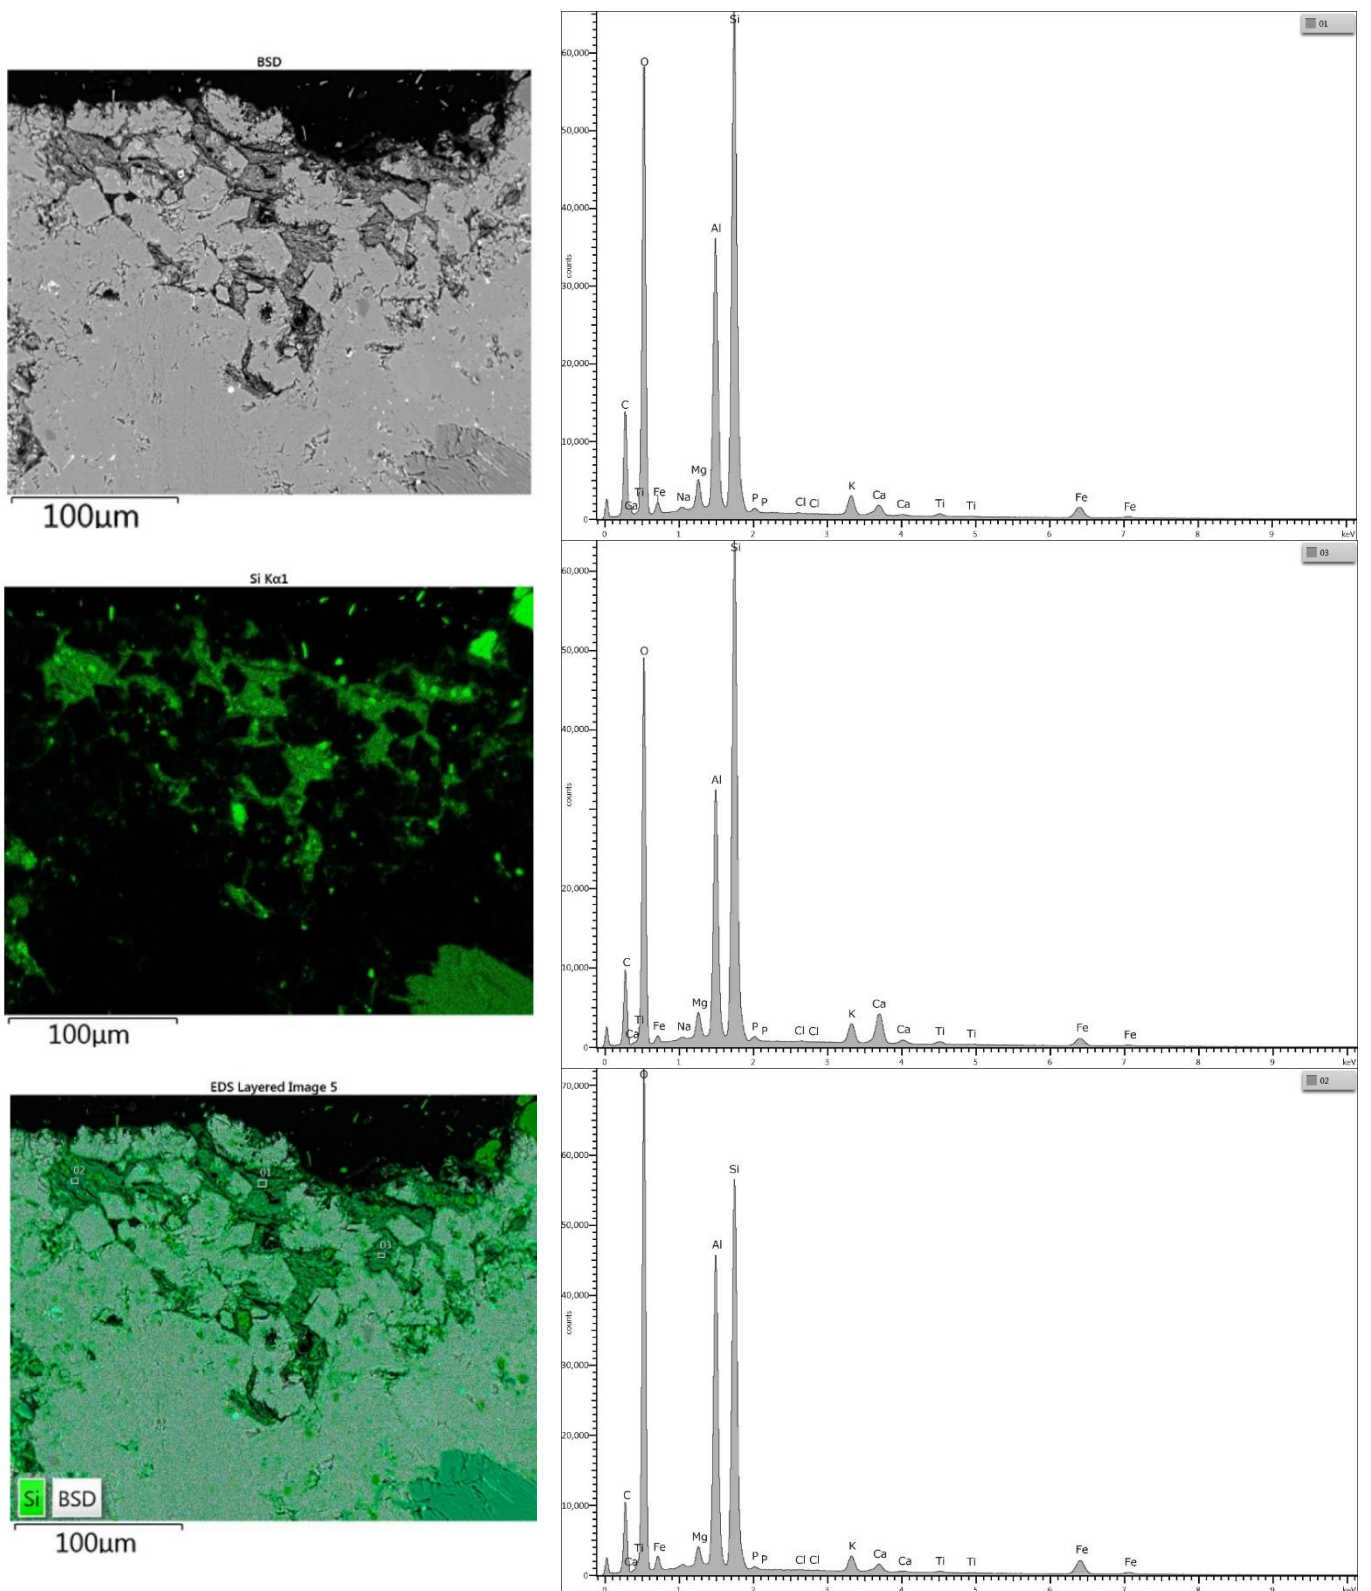 BSD
100µm
Si Kα1
100µm
EDS Layered Image 5
02
01
03
Si BSD
100µm
01
60,000
50,000
40,000
30,000
20,000
10,000
0
counts
Si
O
Al
C
Mg
Ti
Fe
Ca
Na
P
P
Cl
Cl
K
Ca
Ca
Ti
Ti
Fe
Fe
0 1 2 3 4 5 6 7 8 9 keV
03
60,000
50,000
40,000
20,000
10,000
0
counts
Si
O
Al
C
Mg
Ti
Fe
Ca
Na
P
P
Cl
Cl
K
Ca
Ca
Ti
Ti
Fe
Fe
0 1 2 3 4 5 6 7 8 9 keV
02
70,000
60,000
50,000
40,000
30,000
20,000
10,000
0
counts
O
Si
Al
C
Mg
Ti
Fe
Ca
P
P
Cl
Cl
K
Ca
Ca
Ti
Ti
Fe
Fe
0 1 2 3 4 5 6 7 8 9 keV